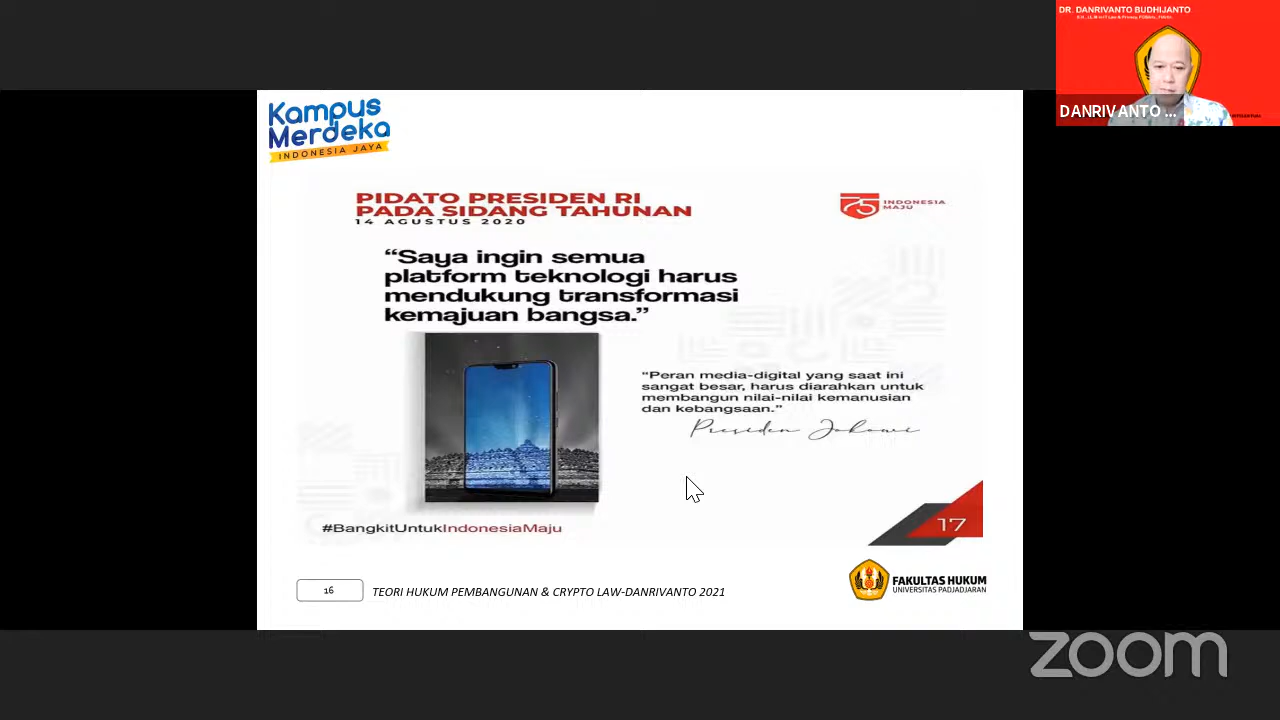 DR. DANRIVANTO BUDHIJANTO
DANRIVANTO ...
Kampus
Merdeka
INDONESIA JAYA
PIDATO PRESIDEN RI
PADA SIDANG TAHUNAN
14 AGUSTUS 2020
75 INDONESIA
MAJU
“Saya ingin semua
platform teknologi harus
mendukung transformasi
kemajuan bangsa.”
“Peran media-digital yang saat ini
sangat besar, harus diarahkan untuk
membangun nilai-nilai kemanusian
dan kebangsaan.”
Presiden Jokowi
#BangkitUntukIndonesiaMaju
17
16
TEORI HUKUM PEMBANGUNAN & CRYPTO LAW-DANRIVANTO 2021
FAKULTAS HUKUM
UNIVERSITAS PADJADJARAN
zoom